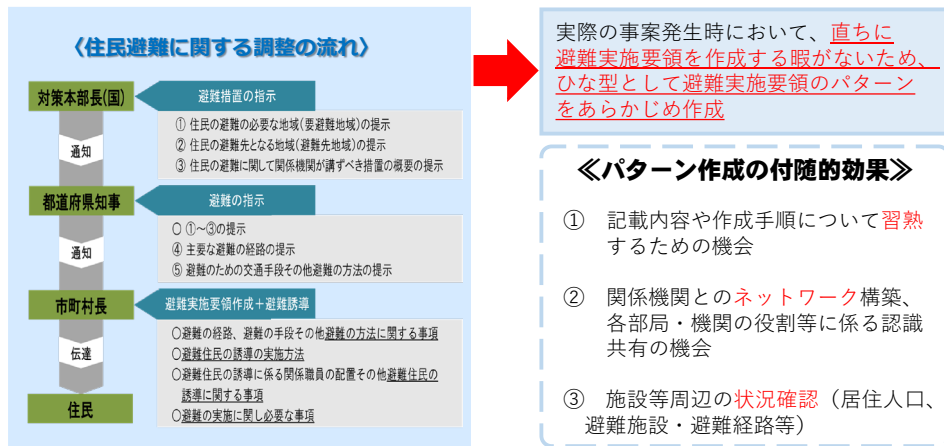 〈住民避難に関する調整の流れ〉
対策本部長(国)
避難措置の指示
① 住民の避難の必要な地域(要避難地域)の提示
② 住民の避難先となる地域(避難先地域)の提示
③ 住民の避難に関して関係機関が講ずべき措置の概要の提示
通知
都道府県知事
避難の指示
〇 ①～③の提示
④ 主要な避難の経路の提示
⑤ 避難のための交通手段その他避難の方法の提示
通知
市町村長
避難実施要領作成＋避難誘導
〇避難の経路、避難の手段その他避難の方法に関する事項
〇避難住民の誘導の実施方法
〇避難住民の誘導に係る関係職員の配置その他避難住民の
誘導に関する事項
〇避難の実施に関し必要な事項
伝達
住民
実際の事案発生時において、直ちに
避難実施要領を作成する暇がないため、
ひな型として避難実施要領のパターン
をあらかじめ作成
≪パターン作成の付随的効果≫
① 記載内容や作成手順について習熟
するための機会
② 関係機関とのネットワーク構築、
各部局・機関の役割等に係る認識
共有の機会
③ 施設等周辺の状況確認（居住人口、
避難施設・避難経路等）